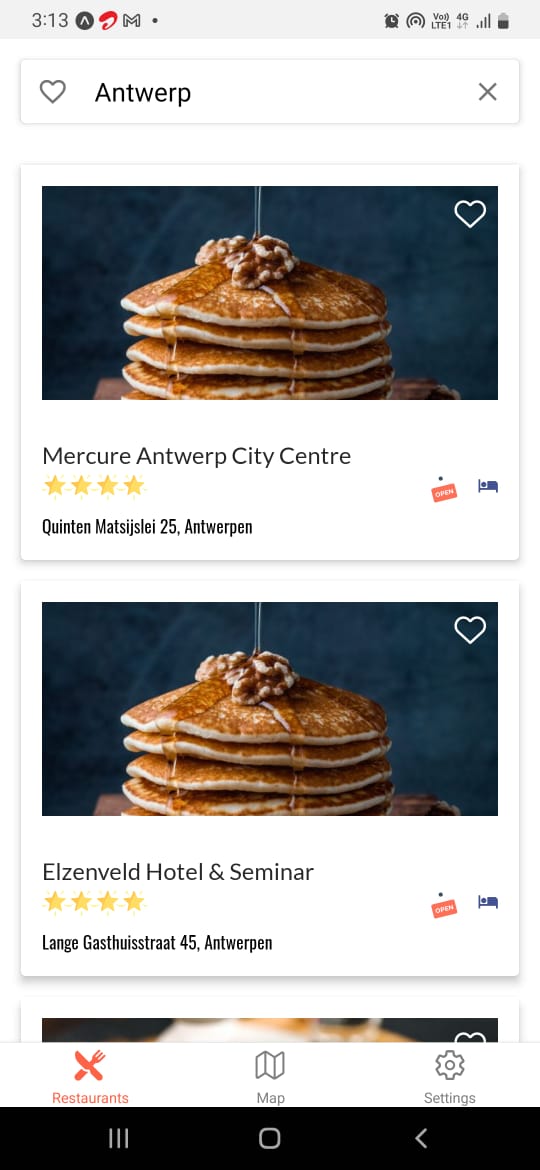 3:13
Vo)) 4G
LTE1
Antwerp
Mercure Antwerp City Centre
OPEN
Quinten Matsijslei 25, Antwerpen
Elzenveld Hotel & Seminar
OPEN
Lange Gasthuisstraat 45, Antwerpen
Restaurants Map Settings